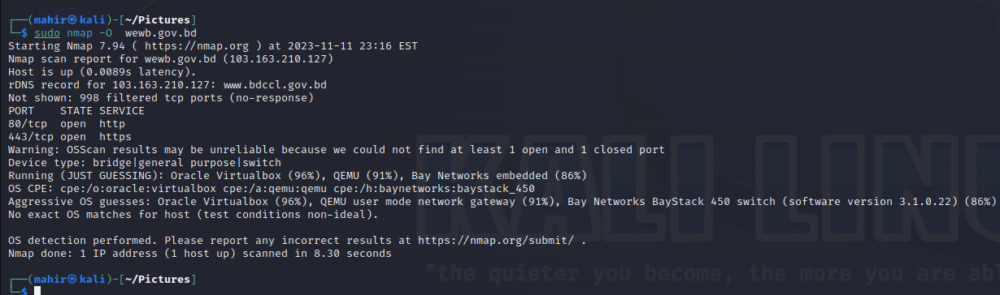 ┌──(mahir㉿kali)-[~/Pictures]
└─$ sudo nmap -O  wewb.gov.bd
Starting Nmap 7.94 ( https://nmap.org ) at 2023-11-11 23:16 EST
Nmap scan report for wewb.gov.bd (103.163.210.127)
Host is up (0.0089s latency).
rDNS record for 103.163.210.127: www.bdccl.gov.bd
Not shown: 998 filtered tcp ports (no-response)
PORT    STATE SERVICE
80/tcp  open  http
443/tcp open  https
Warning: OSScan results may be unreliable because we could not find at least 1 open and 1 closed port
Device type: bridge|general purpose|switch
Running (JUST GUESSING): Oracle Virtualbox (96%), QEMU (91%), Bay Networks embedded (86%)
OS CPE: cpe:/o:oracle:virtualbox cpe:/a:qemu:qemu cpe:/h:baynetworks:baystack_450
Aggressive OS guesses: Oracle Virtualbox (96%), QEMU user mode network gateway (91%), Bay Networks BayStack 450 switch (software version 3.1.0.22) (86%)
No exact OS matches for host (test conditions non-ideal).
OS detection performed. Please report any incorrect results at https://nmap.org/submit/ .
Nmap done: 1 IP address (1 host up) scanned in 8.30 seconds
┌──(mahir㉿kali)-[~/Pictures]
└─$
KALI LINU
"the quieter you become, the more you are ab